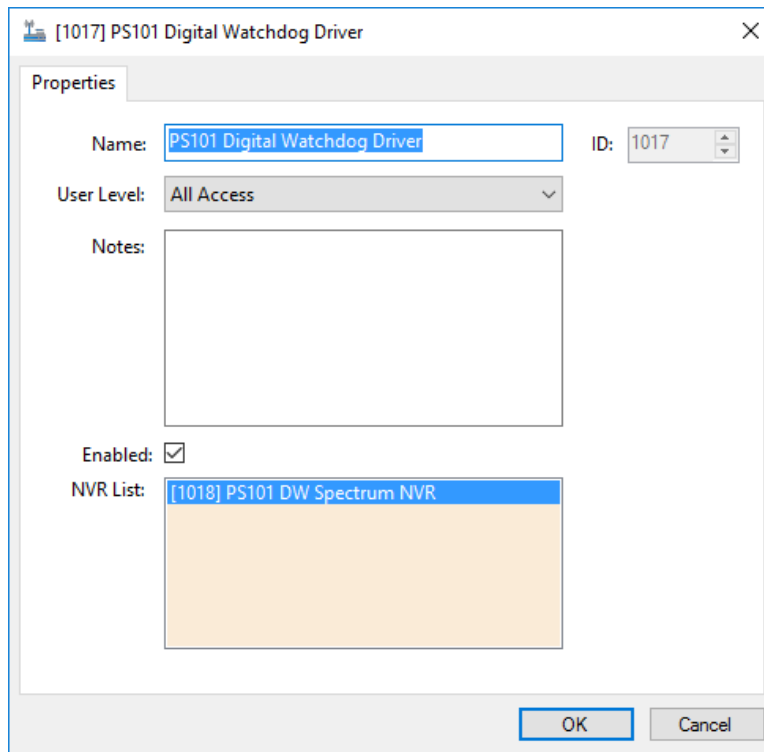 [1017] PS101 Digital Watchdog Driver
Properties
Name: PS101 Digital Watchdog Driver ID: 1017
User Level: All Access
Notes:
Enabled:
NVR List: [1018] PS101 DW Spectrum NVR
OK Cancel